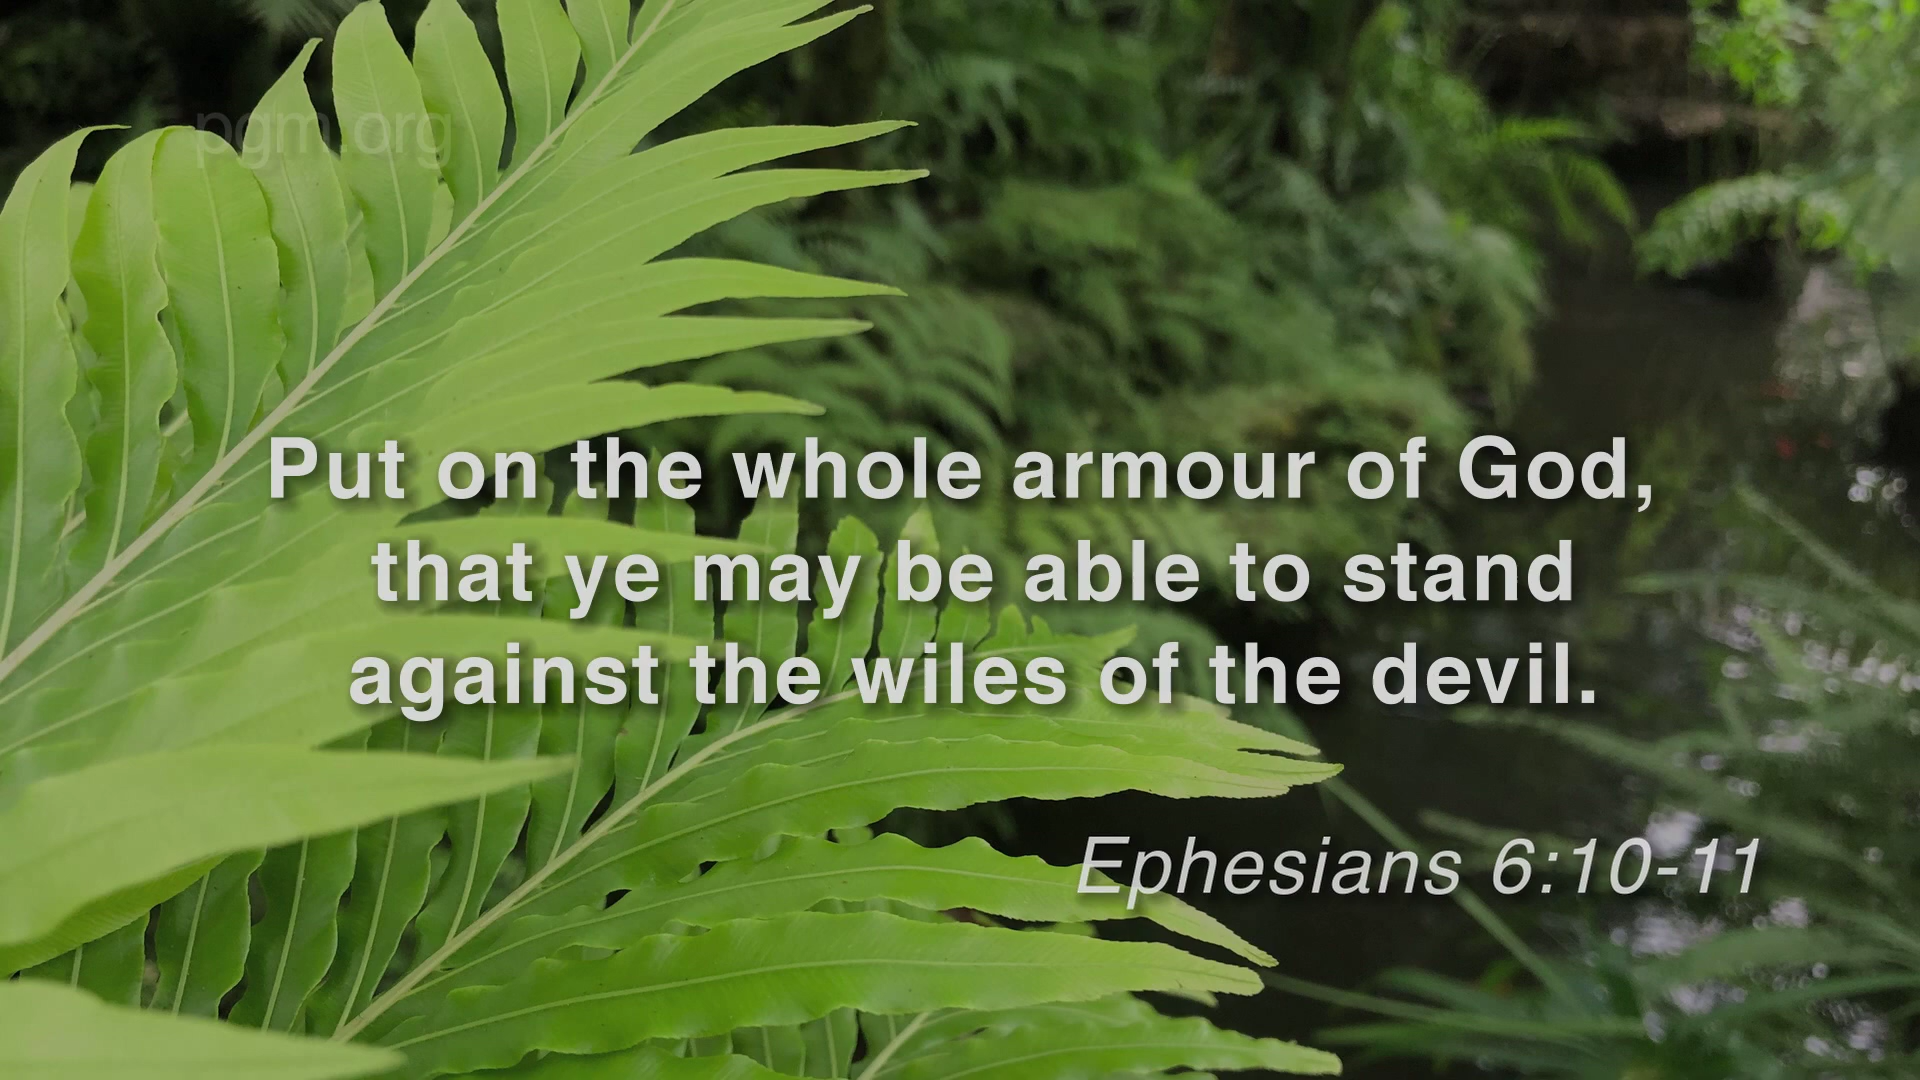 pgm.org
Put on the whole armour of God,
that ye may be able to stand
against the wiles of the devil.
Ephesians 6:10-11